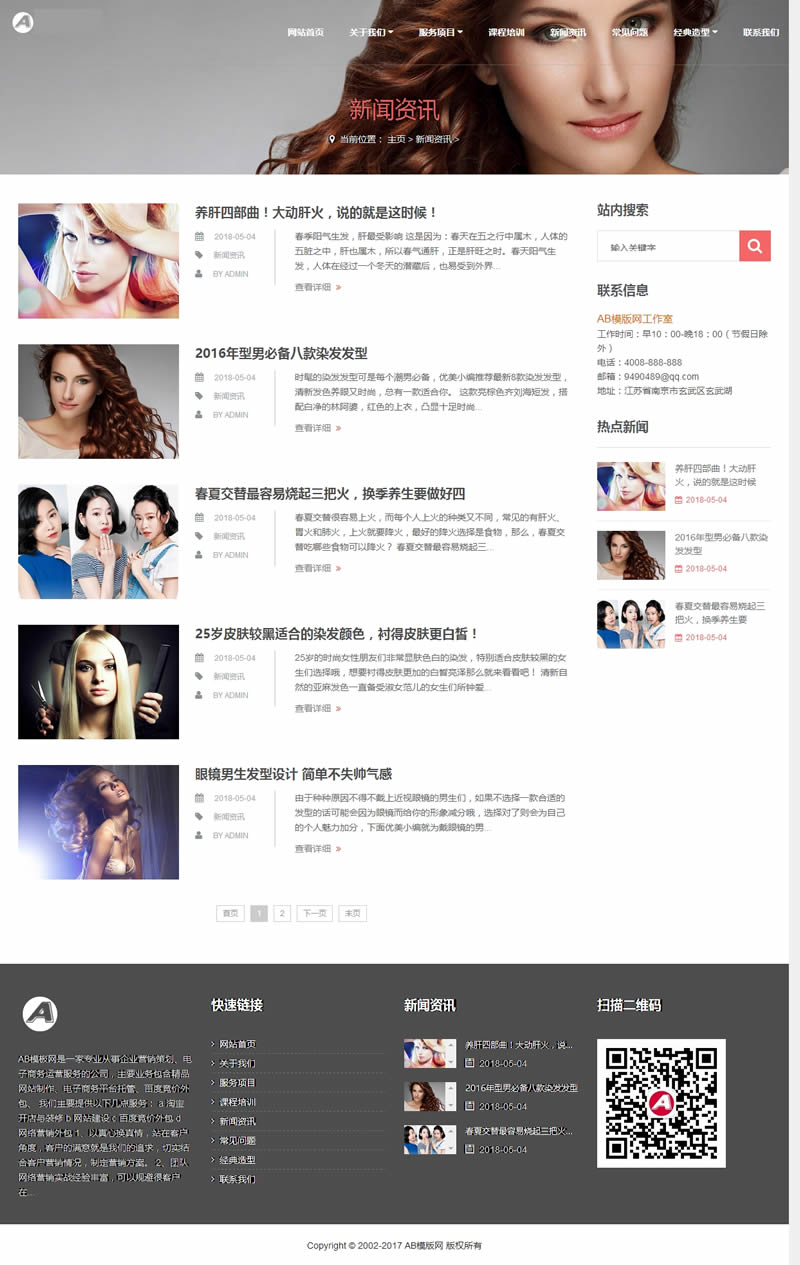 A
网站首页 关于我们 服务项目 课程培训 新闻资讯 常见问题 经典造型 联系我们
新闻资讯
当前位置： 主页 > 新闻资讯 >
养肝四部曲！大动肝火，说的就是这时候！
2018-05-04
新闻资讯
BY ADMIN
春季阳气生发，肝最受影响 这是因为：春天在五之行中属木，人体的
五脏之中，肝也属木，所以春气通肝，正是肝旺之时。春天阳气生
发，人体在经过一个冬天的潜藏后，也易受到外界...
查看详细 »
2016年型男必备八款染发发型
2018-05-04
新闻资讯
BY ADMIN
时髦的染发发型可是每个潮男必备，优美小编推荐最新8款染发发型，
清新发色养眼又时尚，总有一款适合你。 这款亮棕色齐刘海短发，搭
配白净的林阿婆，红色的上衣，凸显十足时尚...
查看详细 »
春夏交替最容易烧起三把火，换季养生要做好四
2018-05-04
新闻资讯
BY ADMIN
春夏交替很容易上火，而每个人上火的种类又不同，常见的有肝火、
胃火和肺火，上火就要降火，最好的降火选择是食物，那么，春夏交
替吃哪些食物可以降火？ 春夏交替最容易烧起三...
查看详细 »
25岁皮肤较黑适合的染发颜色，衬得皮肤更白皙！
2018-05-04
新闻资讯
BY ADMIN
25岁的时尚女性朋友们非常显肤色白的染发，特别适合皮肤较黑的女
生们选择哦，想要衬得皮肤更加的白皙亮泽那么就来看看吧！ 清新自
然的亚麻发色一直备受淑女范儿的女生们所钟爱...
查看详细 »
眼镜男生发型设计 简单不失帅气感
2018-05-04
新闻资讯
BY ADMIN
由于种种原因不得不戴上近视眼镜的男生们，如果不选择一款合适的
发型的话可能会因为眼镜而给你的形象减分哦，选择对了则会为自己
的个人魅力加分，下面优美小编就为戴眼镜的男...
查看详细 »
首页 1 2 下一页 末页
站内搜索
输入关键字
联系信息
AB模版网工作室
工作时间：早10：00-晚18：00（节假日除
外）
电话：4008-888-888
邮箱：9490489@qq.com
地址：江苏省南京市玄武区玄武湖
热点新闻
养肝四部曲！大动肝
火，说的就是这时候
2018-05-04
2016年型男必备八款染
发发型
2018-05-04
春夏交替最容易烧起三
把火，换季养生要
2018-05-04
A
AB模板网是一家专业从事企业营销策划、电
子商务运营服务的公司，主要业务包含精品
网站制作、电子商务平台托管、百度竞价外
包、 我们主要提供以下几点服务： a 淘宝
开店与装修 b 网站建设 c 百度竞价外包 d
网络营销外包 1、以真心换真情，站在客户
角度，客户的满意就是我们的追求，切实结
合客户营销情况，制定营销方案。 2、团队
网络营销实战经验丰富，可以规避很客户
在...
快速链接
网站首页
关于我们
服务项目
课程培训
新闻资讯
常见问题
经典造型
联系我们
新闻资讯
养肝四部曲！大动肝火，说...
2018-05-04
2016年型男必备八款染发发型
2018-05-04
春夏交替最容易烧起三把火...
2018-05-04
扫描二维码
A
Copyright © 2002-2017 AB模版网 版权所有